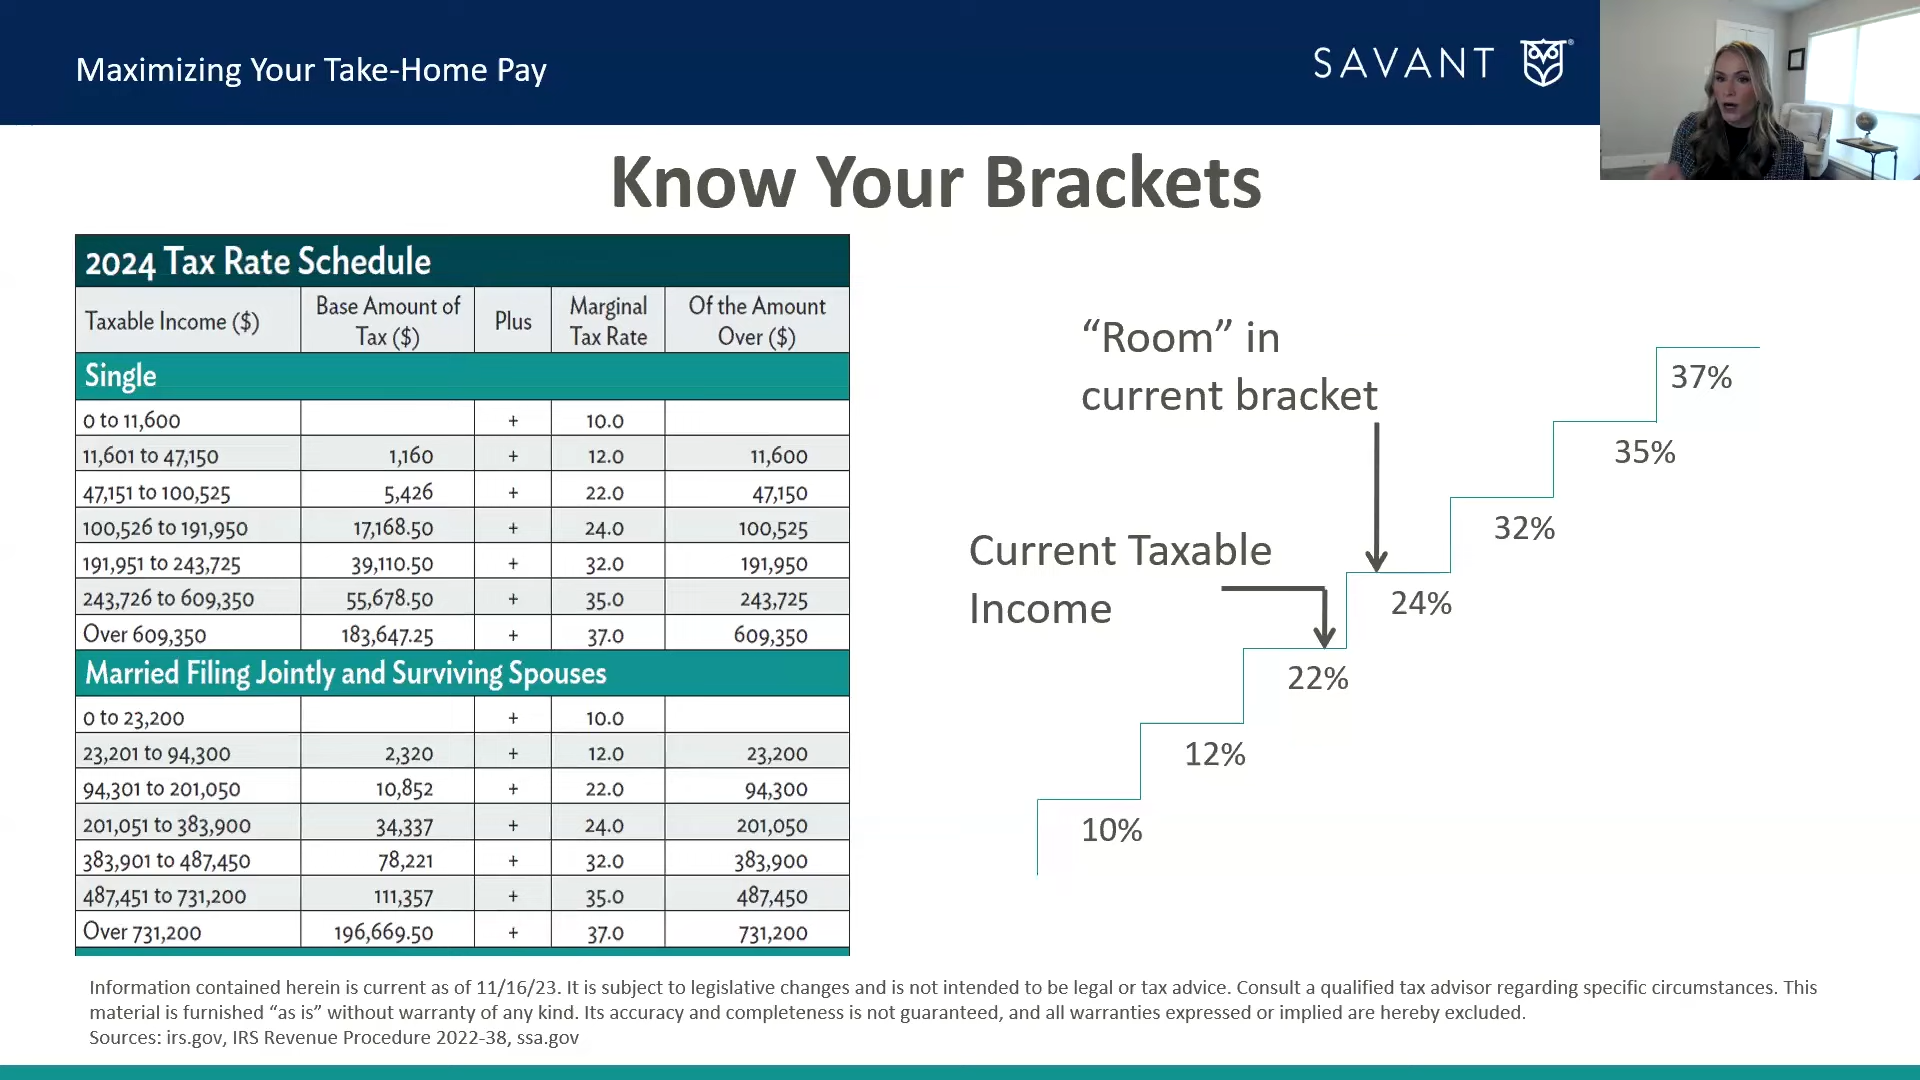 Maximizing Your Take-Home Pay
SAVANT
®
Know Your Brackets
2024 Tax Rate Schedule
Taxable Income ($) Base Amount of Tax ($) Plus Marginal Tax Rate Of the Amount Over ($)
Single
0 to 11,600 + 10.0
11,601 to 47,150 1,160 + 12.0 11,600
47,151 to 100,525 5,426 + 22.0 47,150
100,526 to 191,950 17,168.50 + 24.0 100,525
191,951 to 243,725 39,110.50 + 32.0 191,950
243,726 to 609,350 55,678.50 + 35.0 243,725
Over 609,350 183,647.25 + 37.0 609,350
Married Filing Jointly and Surviving Spouses
0 to 23,200 + 10.0
23,201 to 94,300 2,320 + 12.0 23,200
94,301 to 201,050 10,852 + 22.0 94,300
201,051 to 383,900 34,337 + 24.0 201,050
383,901 to 487,450 78,221 + 32.0 383,900
487,451 to 731,200 111,357 + 35.0 487,450
Over 731,200 196,669.50 + 37.0 731,200
“Room” in
current bracket
Current Taxable
Income
37%
35%
32%
24%
22%
12%
10%
Information contained herein is current as of 11/16/23. It is subject to legislative changes and is not intended to be legal or tax advice. Consult a qualified tax advisor regarding specific circumstances. This
material is furnished “as is” without warranty of any kind. Its accuracy and completeness is not guaranteed, and all warranties expressed or implied are hereby excluded.
Sources: irs.gov, IRS Revenue Procedure 2022-38, ssa.gov